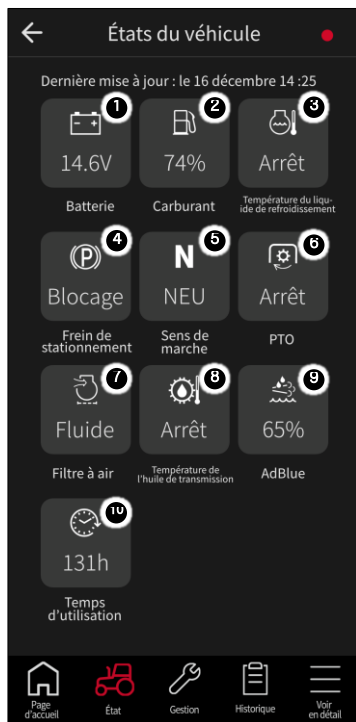 États du véhicule
Dernière mise à jour : le 16 décembre 14 :25
1 2 3
14.6V 74% Arrêt
Batterie Carburant Température du liqu-
ide de refroidissement
4 5 6
P N
Blocage NEU Arrêt
Frein de
stationnement
Sens de
marche
PTO
7 8 9
Fluide Arrêt 65%
Filtre à air
Température de
l'huile de transmission
AdBlue
10
131h
Temps
d'utilisation
Page
d'accueil
État
Gestion
Historique
Voir
en détail